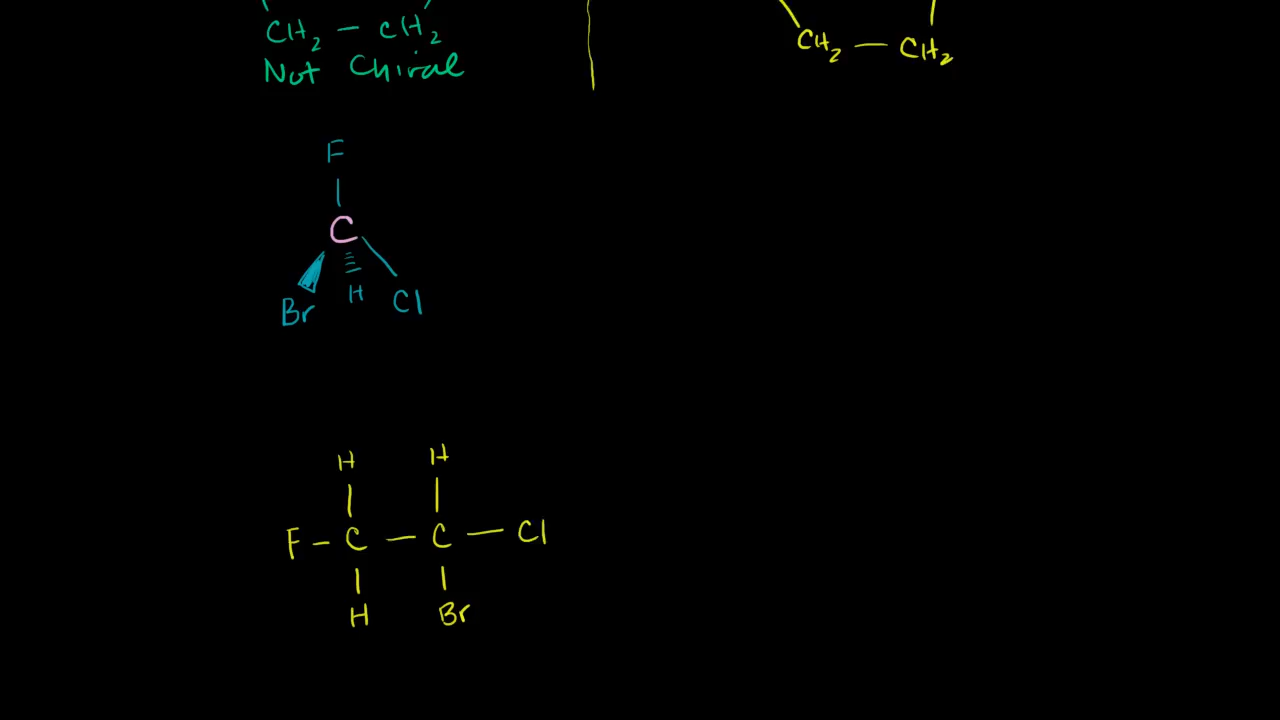 CH₂ — CH₂
CH₂ — CH₂
Not Chiral
F
C
Br H Cl
H H
F – C — C — Cl
H Br